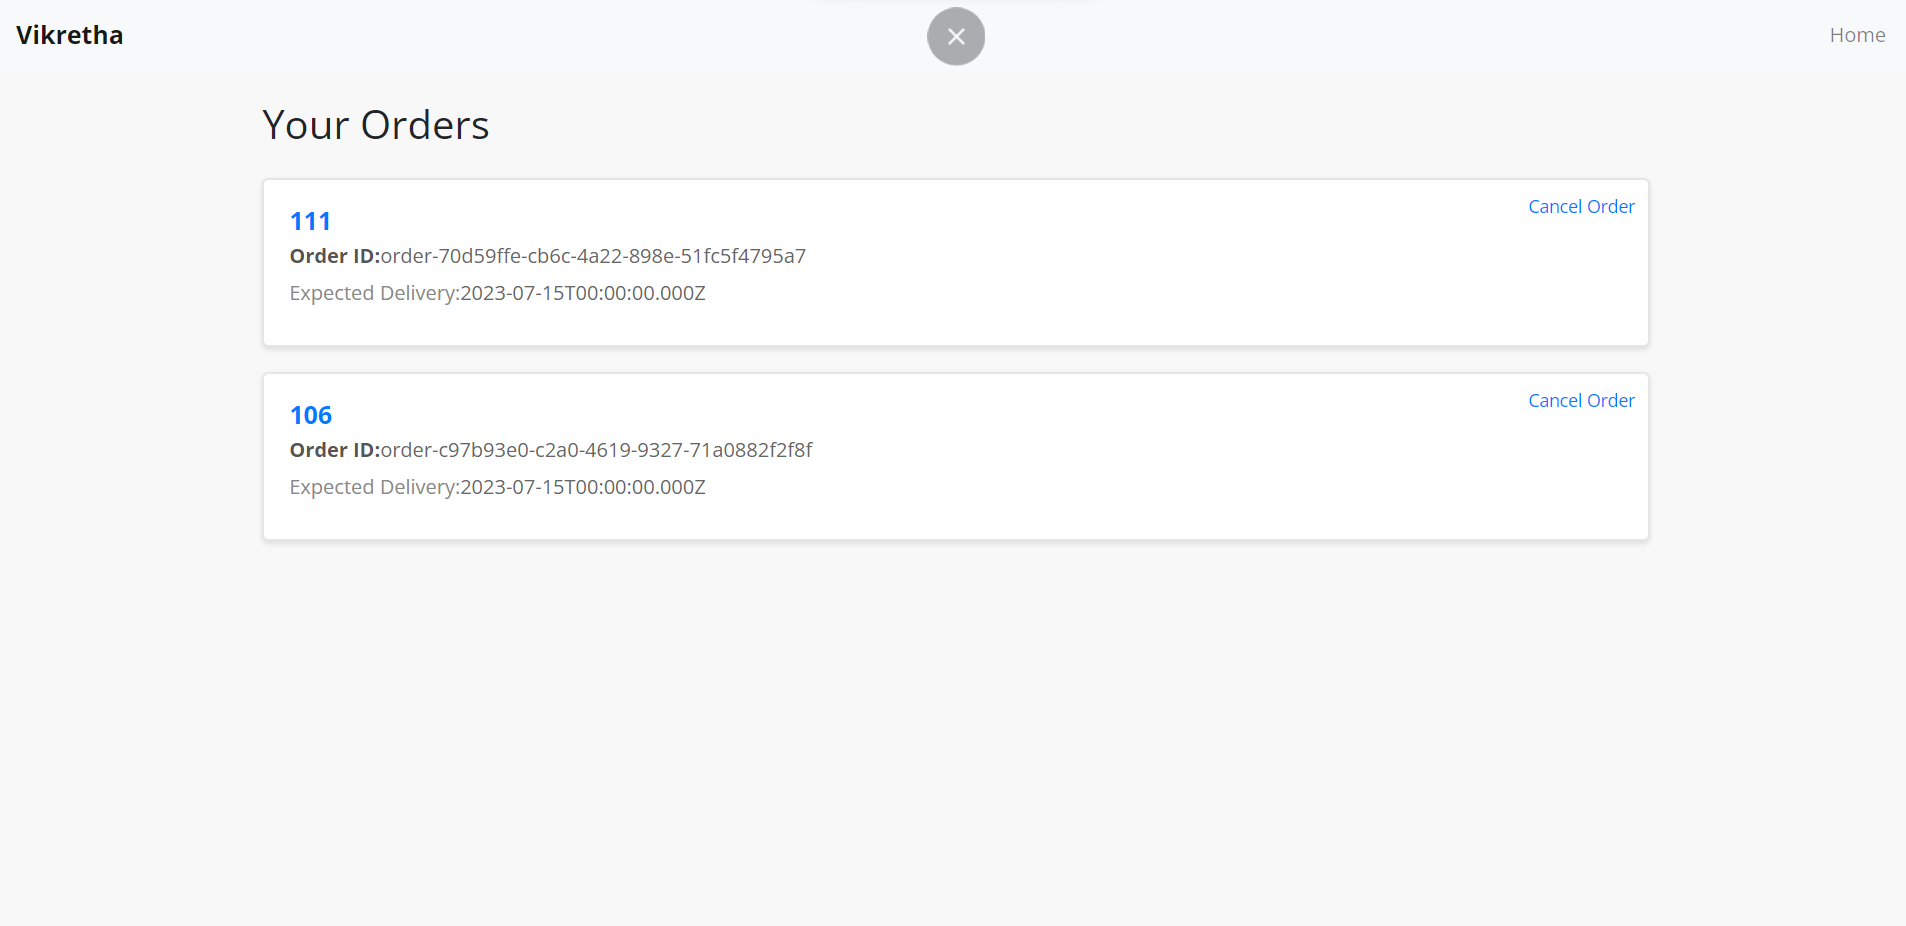 Vikretha
Home
Your Orders
111
Cancel Order
Order ID:order-70d59ffe-cb6c-4a22-898e-51fc5f4795a7
Expected Delivery:2023-07-15T00:00:00.000Z
106
Cancel Order
Order ID:order-c97b93e0-c2a0-4619-9327-71a0882f2f8f
Expected Delivery:2023-07-15T00:00:00.000Z